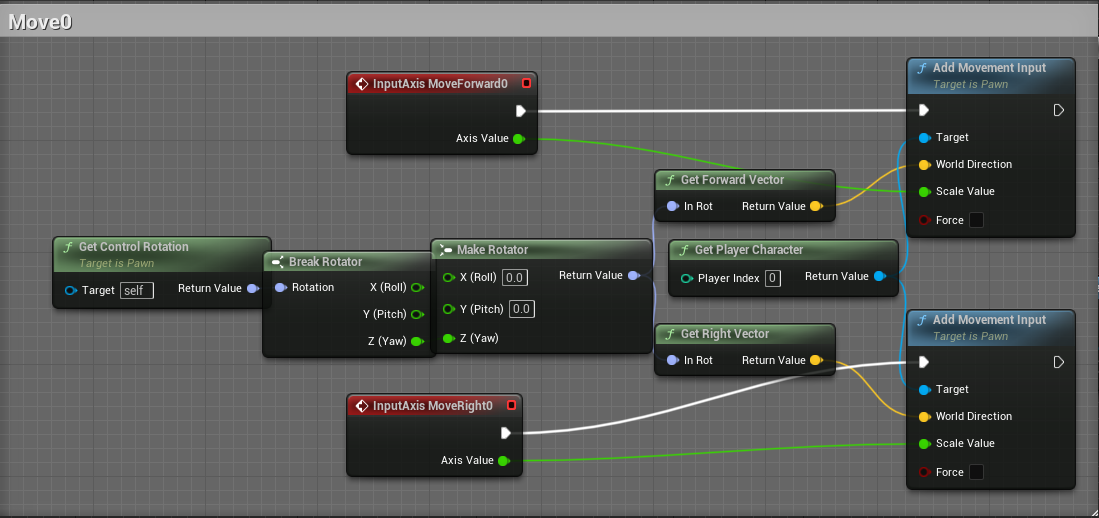 Move0
InputAxis MoveForward0
Axis Value
Add Movement Input
Target is Pawn
Target
World Direction
Scale Value
Force
Get Forward Vector
In Rot Return Value
Get Control Rotation
Target is Pawn
Target self Return Value
Break Rotator
Rotation X (Roll)
Y (Pitch)
Z (Yaw)
Make Rotator
X (Roll) 0.0 Return Value
Y (Pitch) 0.0
Z (Yaw)
Get Player Character
Player Index 0 Return Value
Get Right Vector
In Rot Return Value
InputAxis MoveRight0
Axis Value
Add Movement Input
Target is Pawn
Target
World Direction
Scale Value
Force